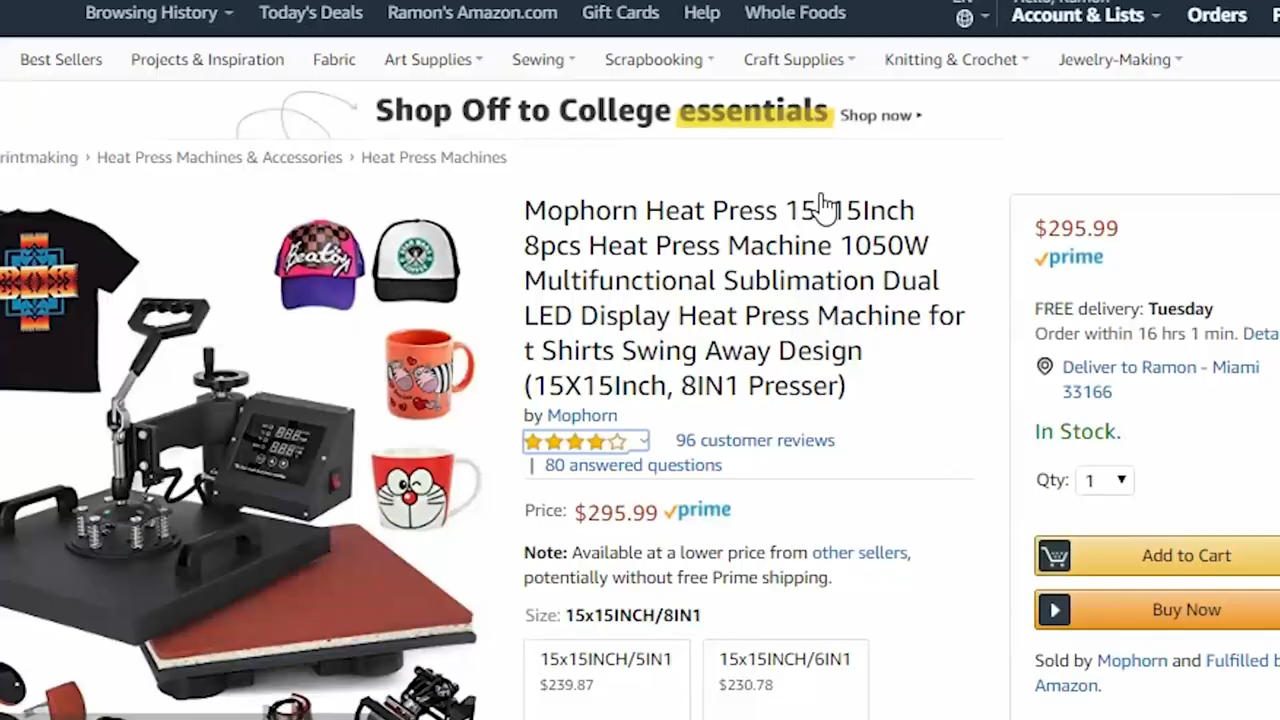 Browsing History Today's Deals Ramon's Amazon.com Gift Cards Help Whole Foods
Account & Lists Orders
Best Sellers Projects & Inspiration Fabric Art Supplies Sewing Scrapbooking Craft Supplies Knitting & Crochet Jewelry-Making
Shop Off to College essentials Shop now
rintmaking › Heat Press Machines & Accessories › Heat Press Machines
Mophorn Heat Press 15 15Inch
8pcs Heat Press Machine 1050W
Multifunctional Sublimation Dual
LED Display Heat Press Machine for
t Shirts Swing Away Design
(15X15Inch, 8IN1 Presser)
by Mophorn
96 customer reviews
| 80 answered questions
Price: $295.99 prime
Note: Available at a lower price from other sellers,
potentially without free Prime shipping.
Size: 15x15INCH/8IN1
15x15INCH/5IN1
$239.87
15x15INCH/6IN1
$230.78
$295.99
prime
FREE delivery: Tuesday
Order within 16 hrs 1 min. Deta
Deliver to Ramon - Miami
33166
In Stock.
Qty: 1
Add to Cart
Buy Now
Sold by Mophorn and Fulfilled b
Amazon.